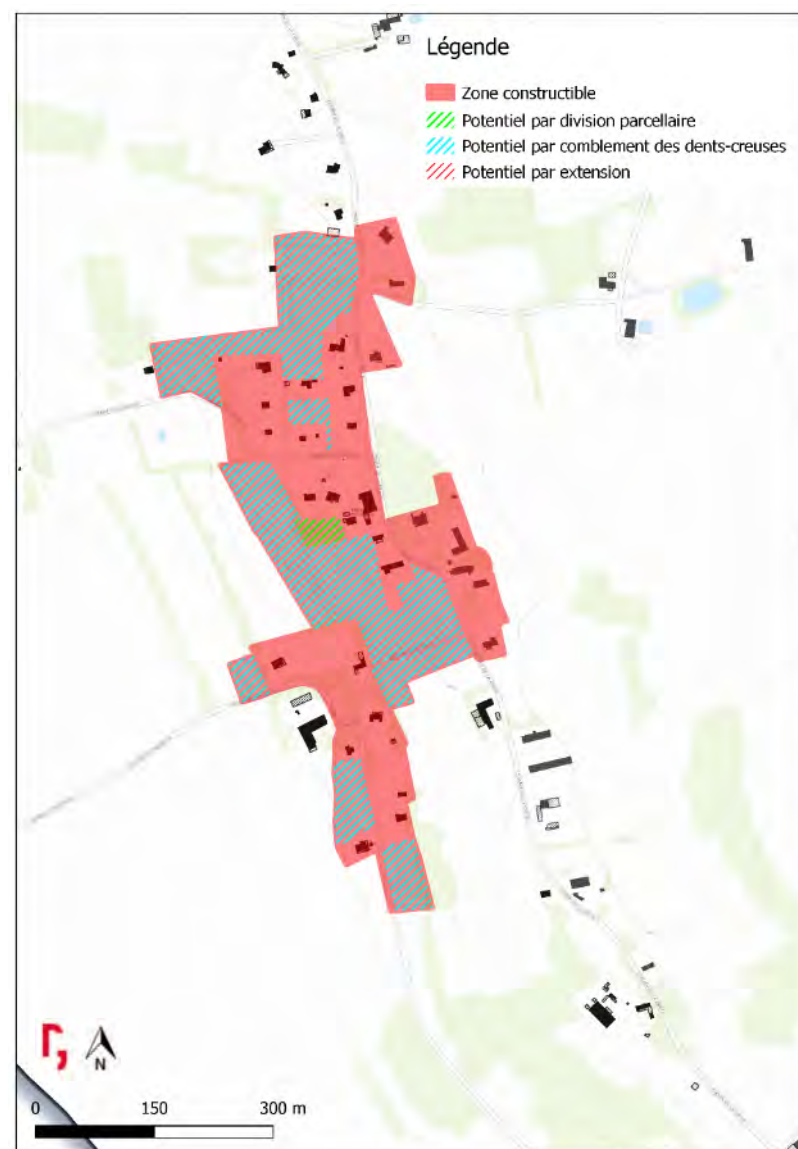 Légende
Zone constructible
Potentiel par division parcellaire
Potentiel par comblement des dents-creuses
Potentiel par extension
r,
N
0 150 300 m